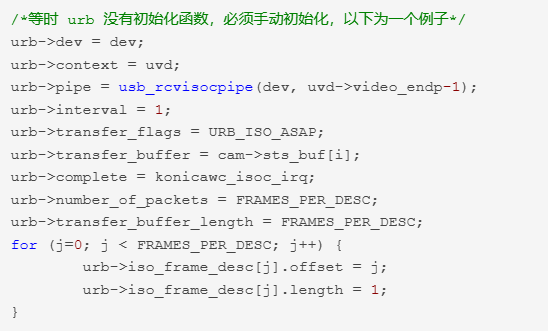 /*等时 urb 没有初始化函数，必须手动初始化，以下为一个例子*/
urb->dev = dev;
urb->context = uvd;
urb->pipe = usb_rcvisocpipe(dev, uvd->video_endp-1);
urb->interval = 1;
urb->transfer_flags = URB_ISO_ASAP;
urb->transfer_buffer = cam->sts_buf[i];
urb->complete = konicawc_isoc_irq;
urb->number_of_packets = FRAMES_PER_DESC;
urb->transfer_buffer_length = FRAMES_PER_DESC;
for (j=0; j < FRAMES_PER_DESC; j++) {
        urb->iso_frame_desc[j].offset = j;
        urb->iso_frame_desc[j].length = 1;
}